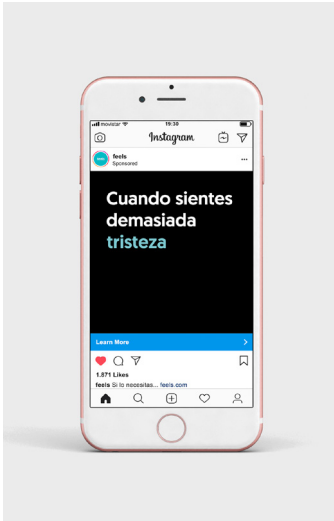 movistar
19:30
Instagram
feels
Sponsored
Cuando sientes
demasiada
tristeza
Learn More
1.871 Likes
feels Si lo necesitas... feels.com